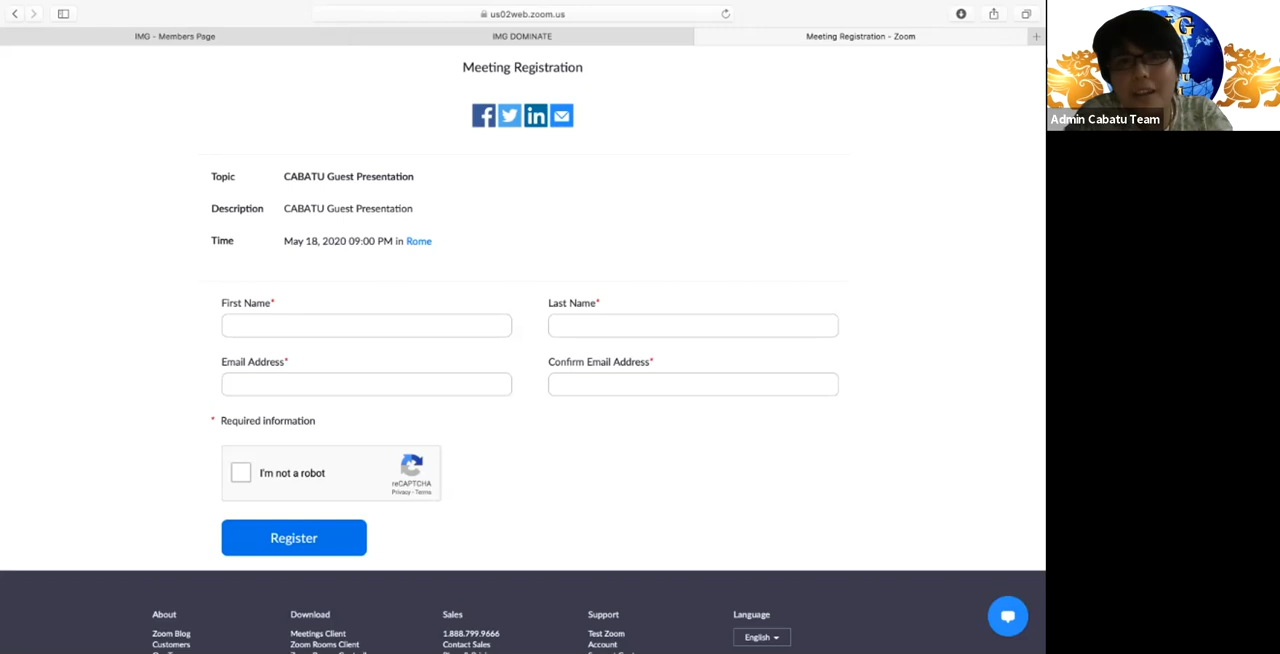 us02web.zoom.us
IMG - Members Page
IMG DOMINATE
Meeting Registration - Zoom
Meeting Registration
Admin Cabatu Team
Topic CABATU Guest Presentation
Description CABATU Guest Presentation
Time May 18, 2020 09:00 PM in Rome
First Name* Last Name*
Email Address* Confirm Email Address*
* Required information
I'm not a robot
reCAPTCHA
Privacy - Terms
Register
About Download Sales Support Language
Zoom Blog Meetings Client 1.888.799.9666 Test Zoom English
Customers Zoom Rooms Client Contact Sales Account